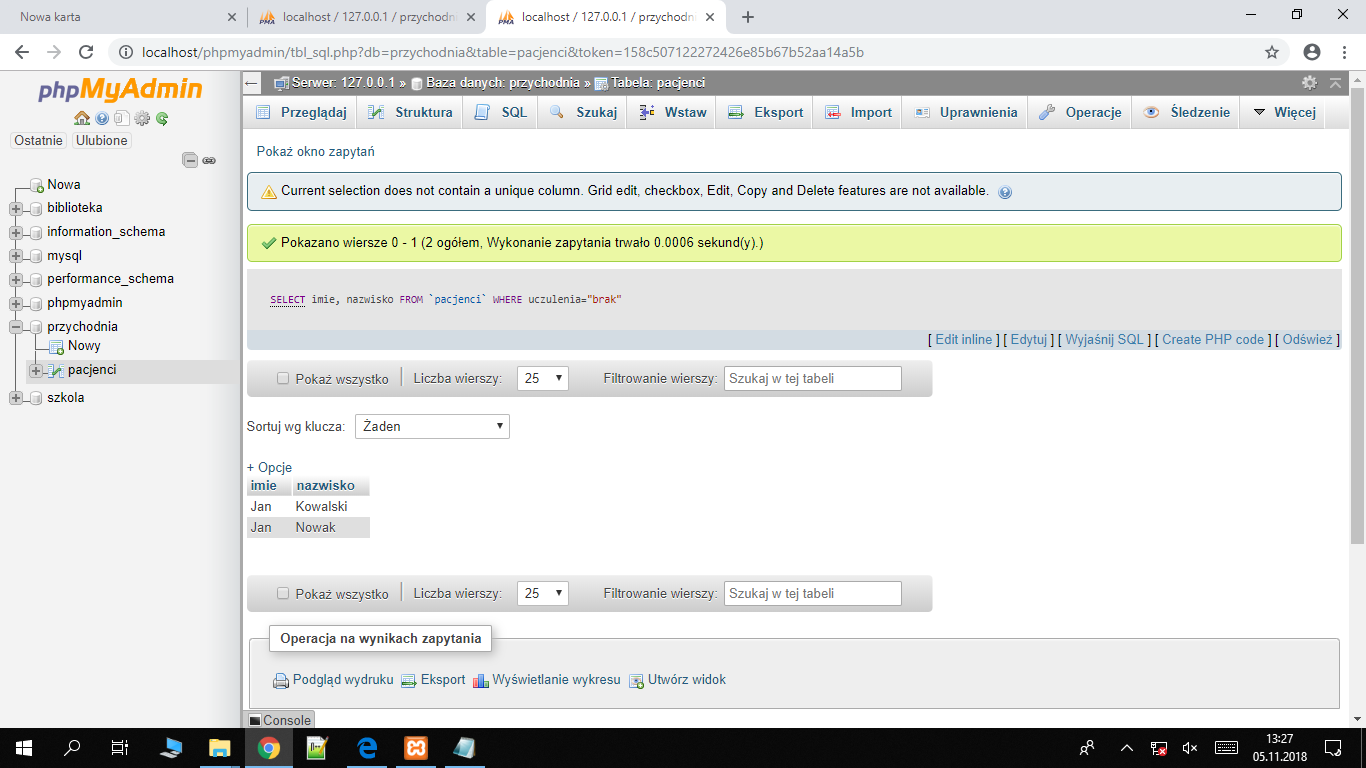 Nowa karta
localhost / 127.0.0.1 / przychodni
localhost / 127.0.0.1 / przychodni
localhost/phpmyadmin/tbl_sql.php?db=przychodnia&table=pacjenci&token=158c507122272426e85b67b52aa14a5b
phpMyAdmin
Ostatnie Ulubione
Nowa
biblioteka
information_schema
mysql
performance_schema
phpmyadmin
przychodnia
Nowy
pacjenci
szkola
Serwer: 127.0.0.1 » Baza danych: przychodnia » Tabela: pacjenci
Przeglądaj Struktura SQL Szukaj Wstaw Eksport Import Uprawnienia Operacje Śledzenie Więcej
Pokaż okno zapytań
Current selection does not contain a unique column. Grid edit, checkbox, Edit, Copy and Delete features are not available.
Pokazano wiersze 0 - 1 (2 ogółem, Wykonanie zapytania trwało 0.0006 sekund(y).)
SELECT imie, nazwisko FROM `pacjenci` WHERE uczulenia="brak"
[ Edit inline ] [ Edytuj ] [ Wyjaśnij SQL ] [ Create PHP code ] [ Odśwież ]
Pokaż wszystko Liczba wierszy: 25 Filtrowanie wierszy: Szukaj w tej tabeli
Sortuj wg klucza: Żaden
+ Opcje
imie nazwisko
Jan Kowalski
Jan Nowak
Pokaż wszystko Liczba wierszy: 25 Filtrowanie wierszy: Szukaj w tej tabeli
Operacja na wynikach zapytania
Podgląd wydruku Eksport Wyświetlanie wykresu Utwórz widok
Console
13:27
05.11.2018